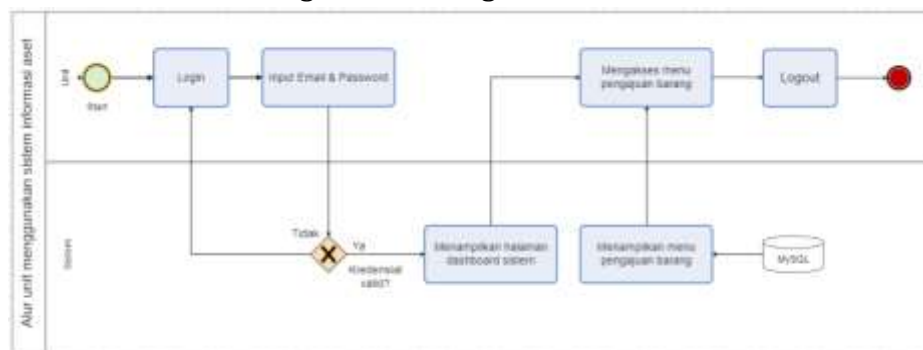 Alur unit menggunakan sistem informasi aset
Unit
Start
Login
Input Email & Password
Mengakses menu
pengajuan barang
Logout
Tidak
Ya
Kredensial
valid?
Menampilkan halaman
dashboard sistem
Menampilkan menu
pengajuan barang
MySQL